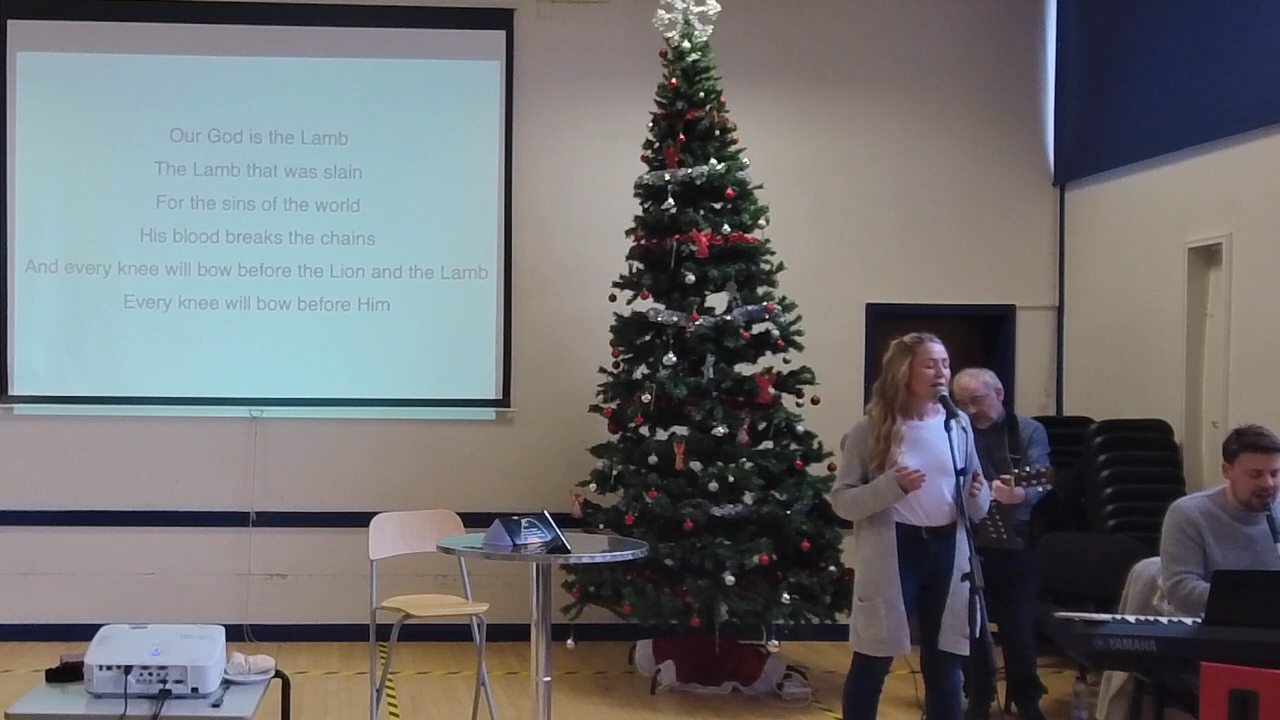 Our God is the Lamb
The Lamb that was slain
For the sins of the world
His blood breaks the chains
And every knee will bow before the Lion and the Lamb
Every knee will bow before Him
YAMAHA